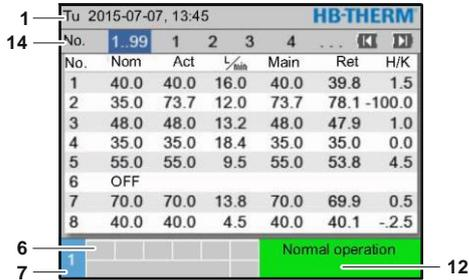 1 Tu 2015-07-07, 13:45 HB-THERM
14 No. 1..99 1 2 3 4 ...
No. Nom Act L/min Main Ret H/K
1 40.0 40.0 16.0 40.0 39.8 1.5
2 35.0 73.7 12.0 73.7 78.1 -100.0
3 48.0 48.0 13.2 48.0 47.9 1.0
4 35.0 35.0 18.4 35.0 35.0 0.0
5 55.0 55.0 9.5 55.0 53.8 4.5
6 OFF
7 70.0 70.0 13.8 70.0 69.9 0.5
8 40.0 40.0 4.5 40.0 40.1 -.2.5
6 Normal operation
7 1 12